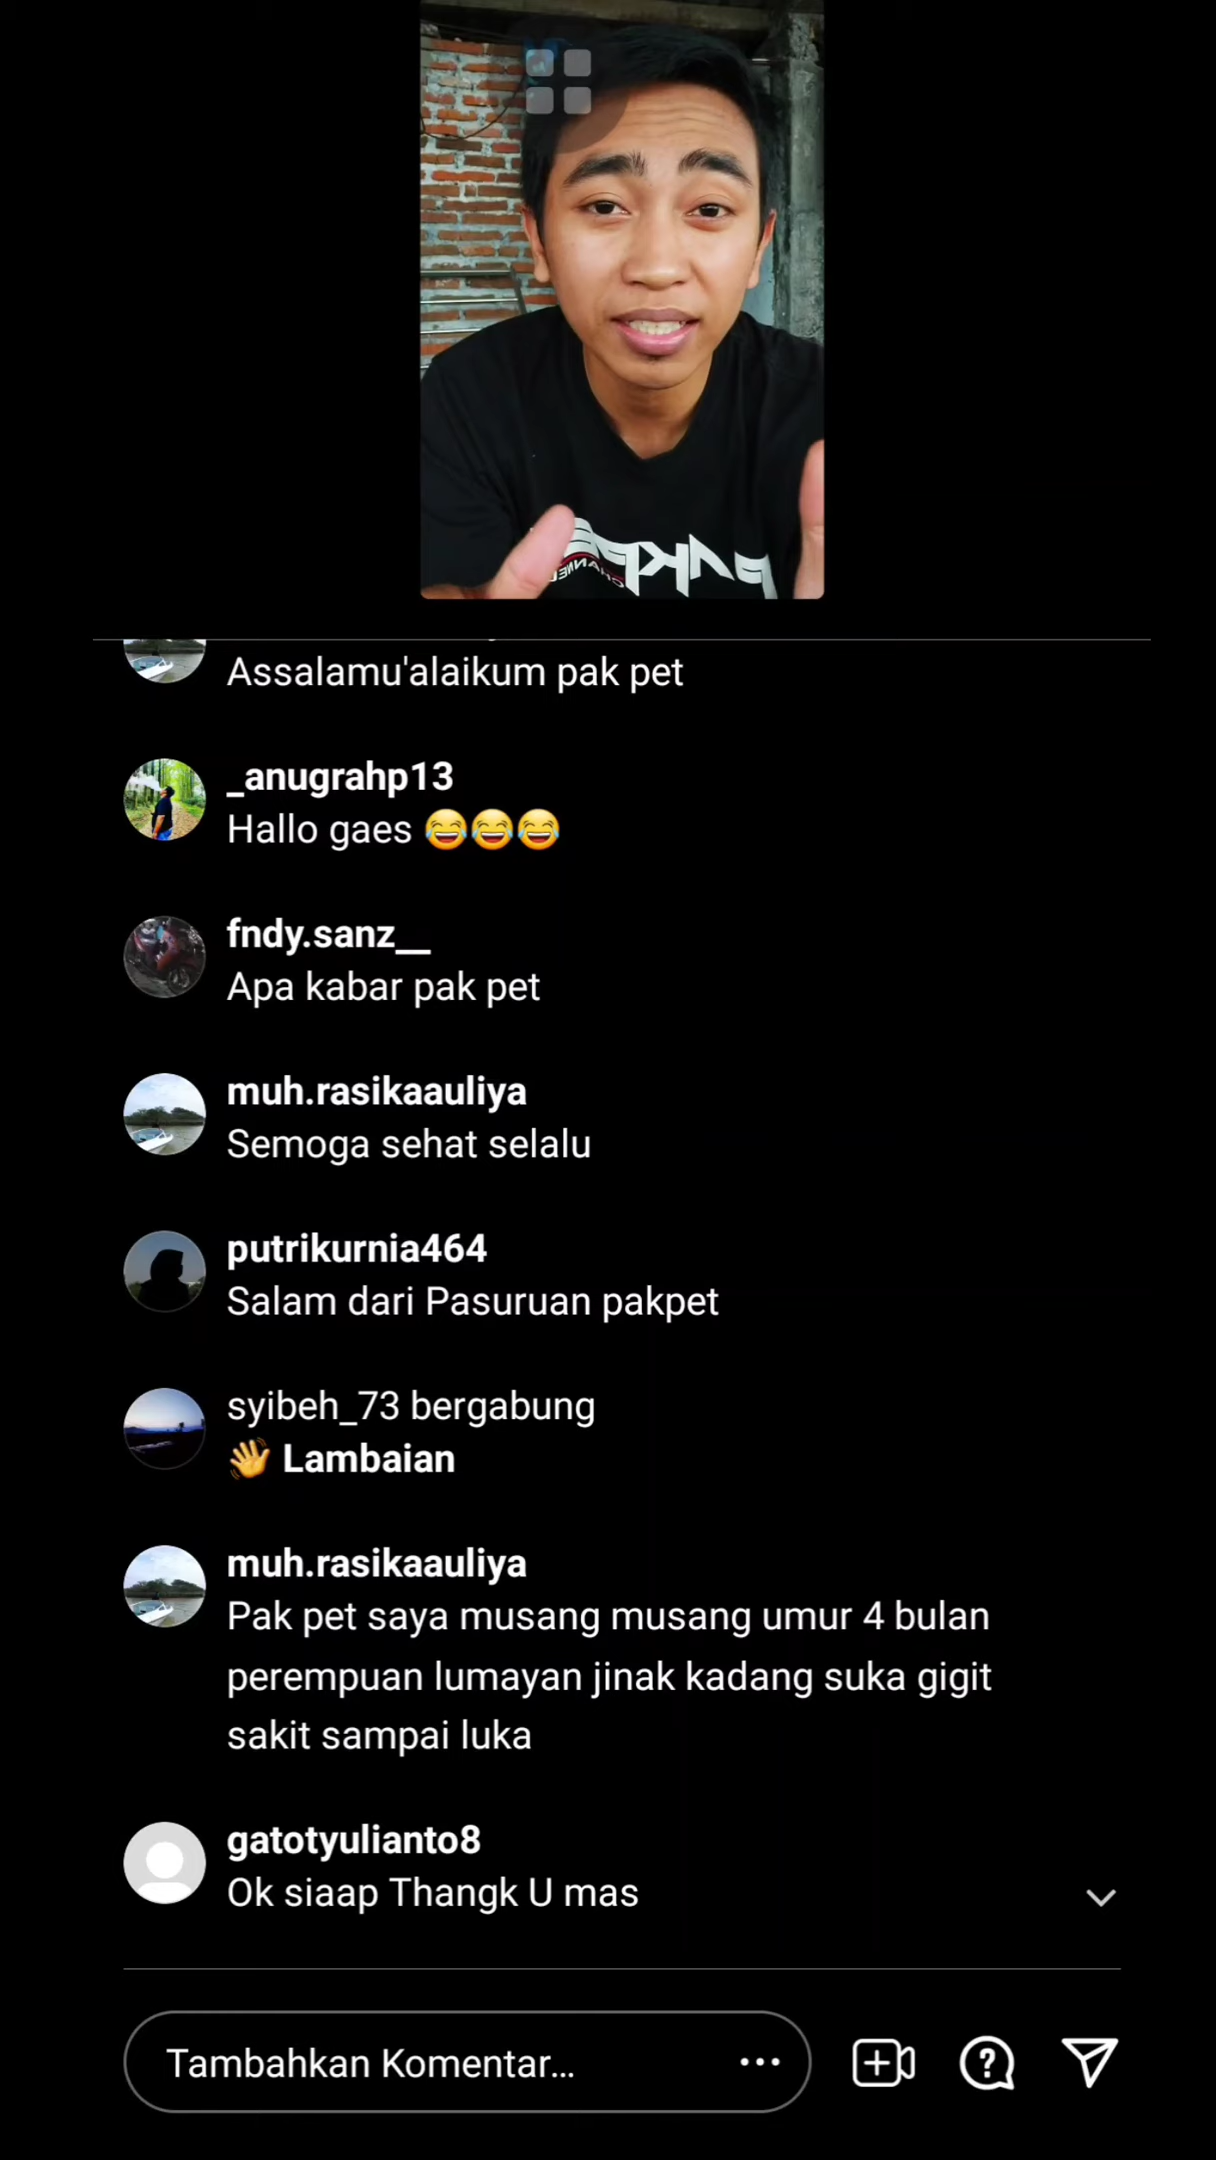 Assalamu'alaikum pak pet
_anugrahp13
Hallo gaes 😂😂😂
fndy.sanz__
Apa kabar pak pet
muh.rasikaauliya
Semoga sehat selalu
putrikurnia464
Salam dari Pasuruan pakpet
syibeh_73 bergabung
👋 Lambaian
muh.rasikaauliya
Pak pet saya musang musang umur 4 bulan
perempuan lumayan jinak kadang suka gigit
sakit sampai luka
gatotyulianto8
Ok siaap Thangk U mas
Tambahkan Komentar...